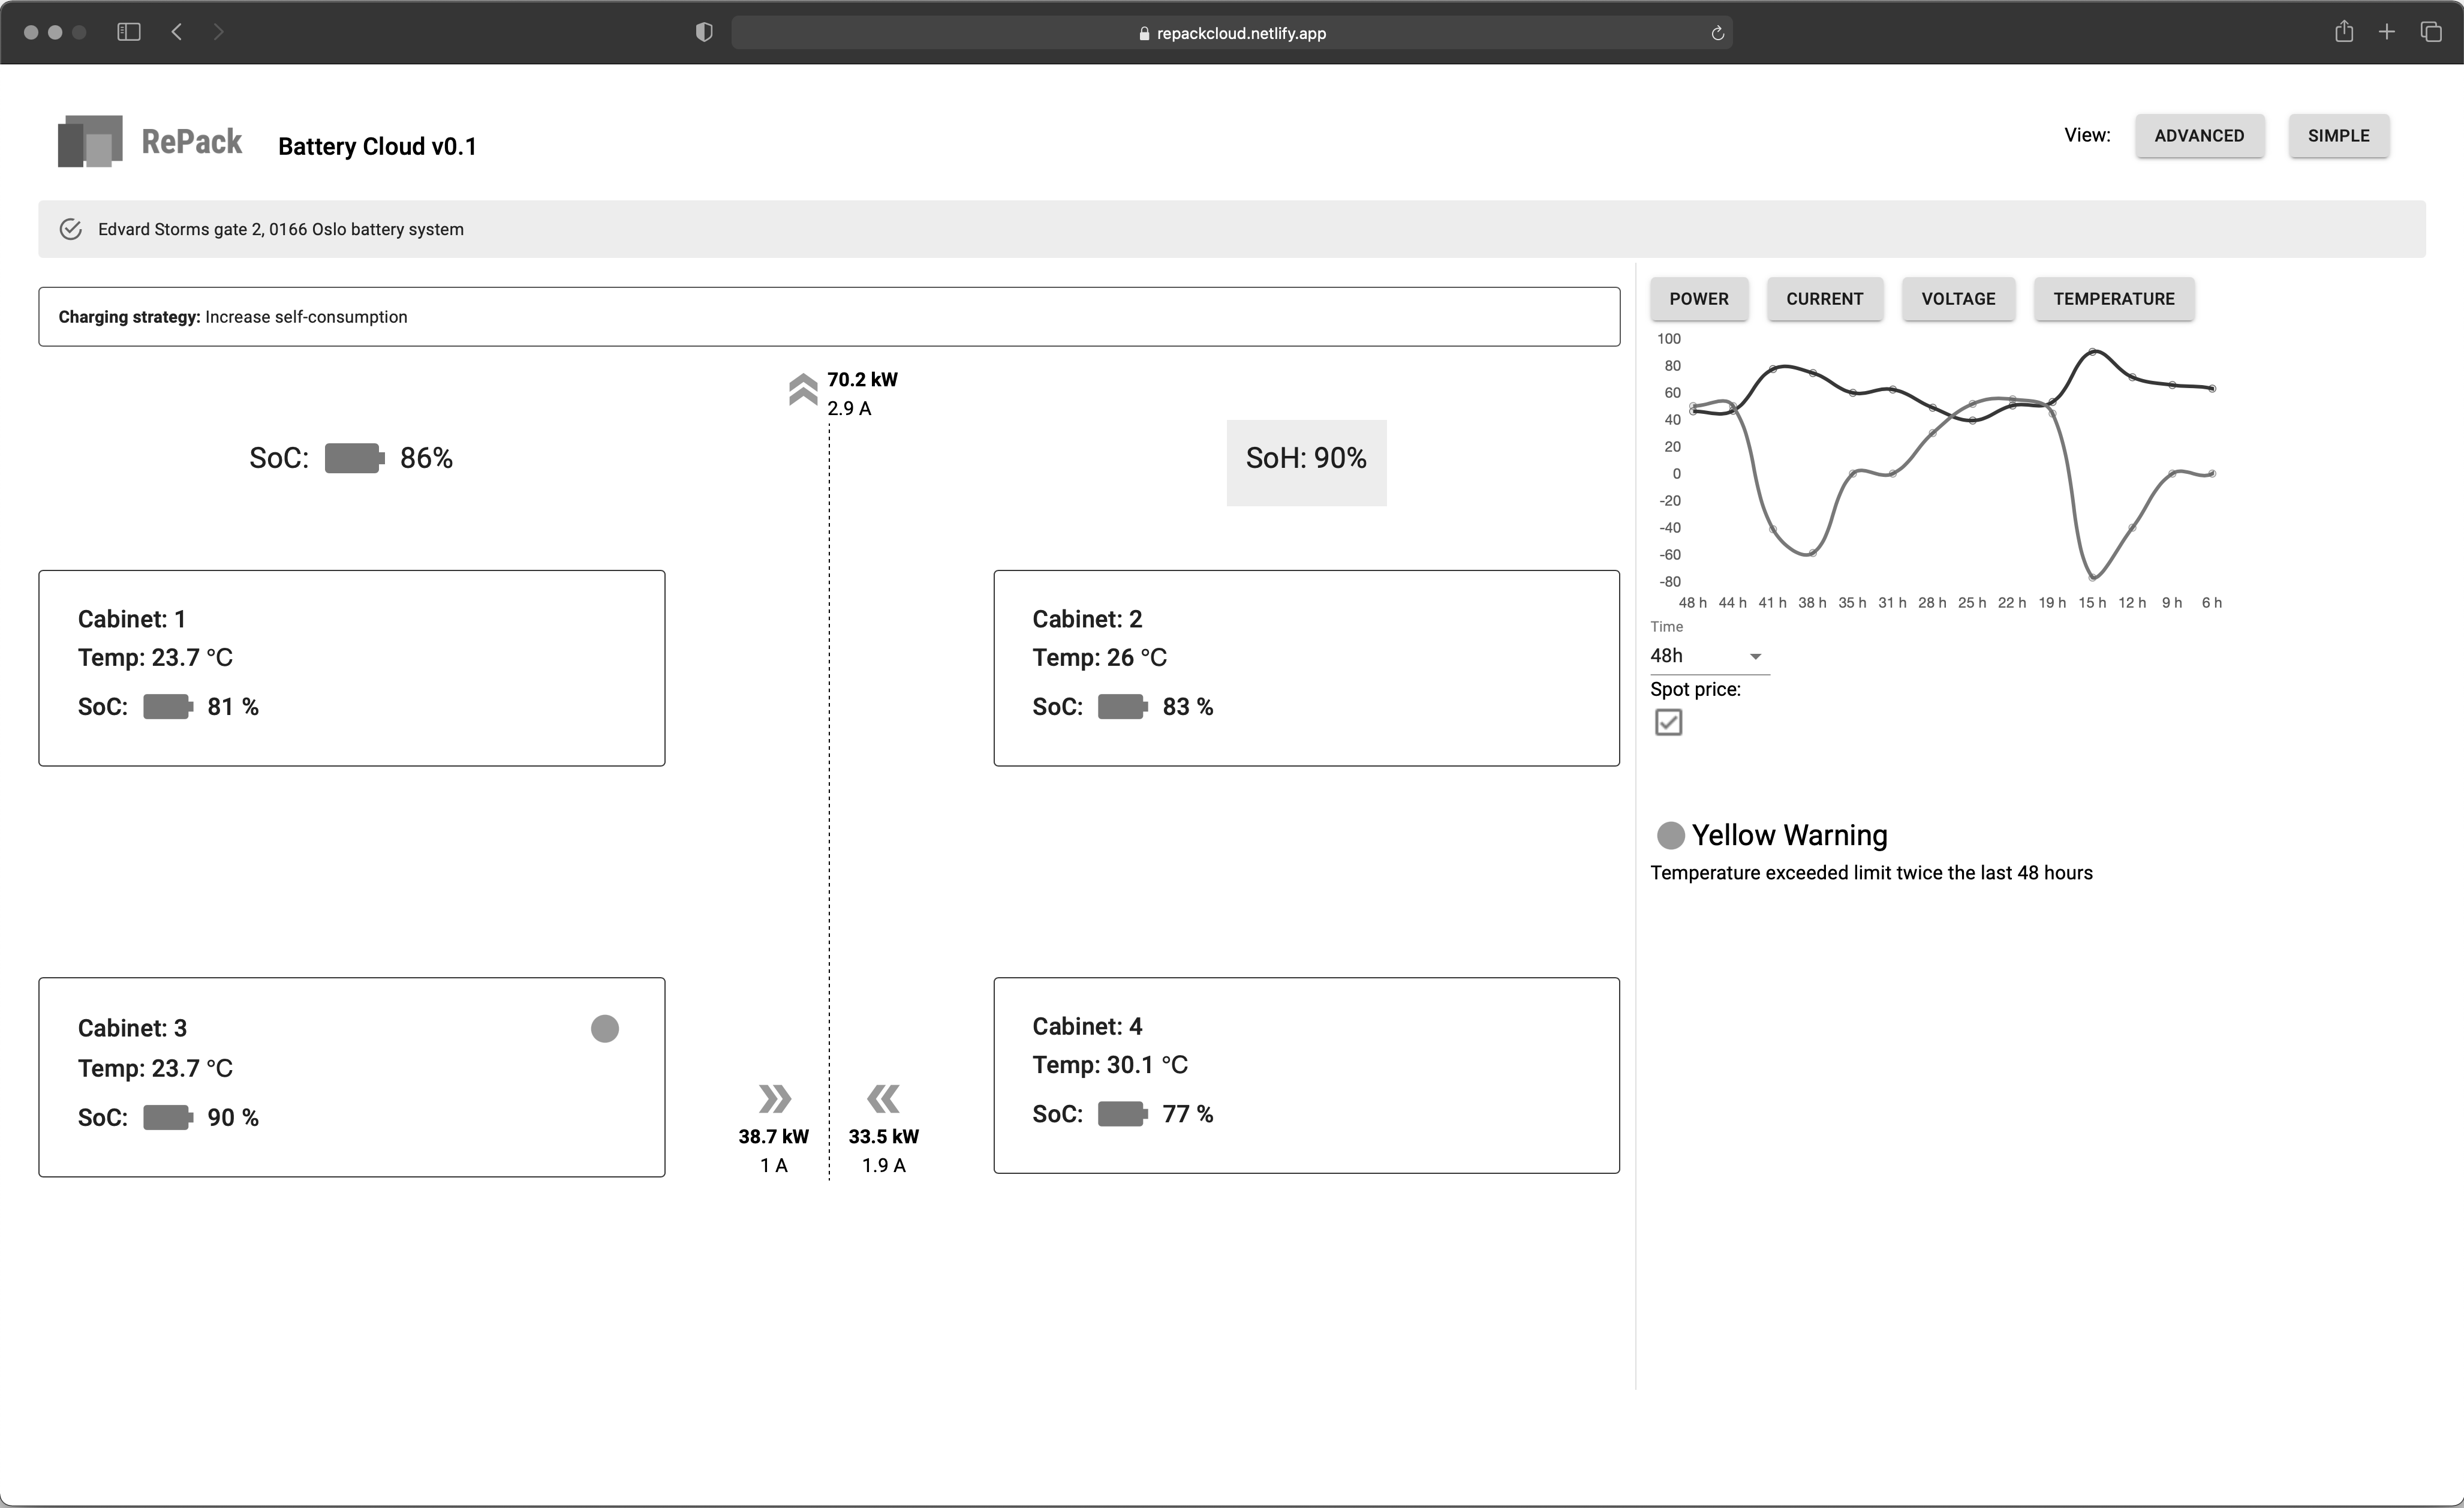 repackcloud.netlify.app
RePack
Battery Cloud v0.1
View:
ADVANCED
SIMPLE
Edvard Storms gate 2, 0166 Oslo battery system
Charging strategy: Increase self-consumption
70.2 kW
2.9 A
SoC: 86%
SoH: 90%
Cabinet: 1
Temp: 23.7 °C
SoC: 81 %
Cabinet: 2
Temp: 26 °C
SoC: 83 %
Cabinet: 3
Temp: 23.7 °C
SoC: 90 %
38.7 kW
1 A
33.5 kW
1.9 A
Cabinet: 4
Temp: 30.1 °C
SoC: 77 %
POWER
CURRENT
VOLTAGE
TEMPERATURE
100
80
60
40
20
0
-20
-40
-60
-80
48 h 44 h 41 h 38 h 35 h 31 h 28 h 25 h 22 h 19 h 15 h 12 h 9 h 6 h
Time
48h
Spot price:
Yellow Warning
Temperature exceeded limit twice the last 48 hours